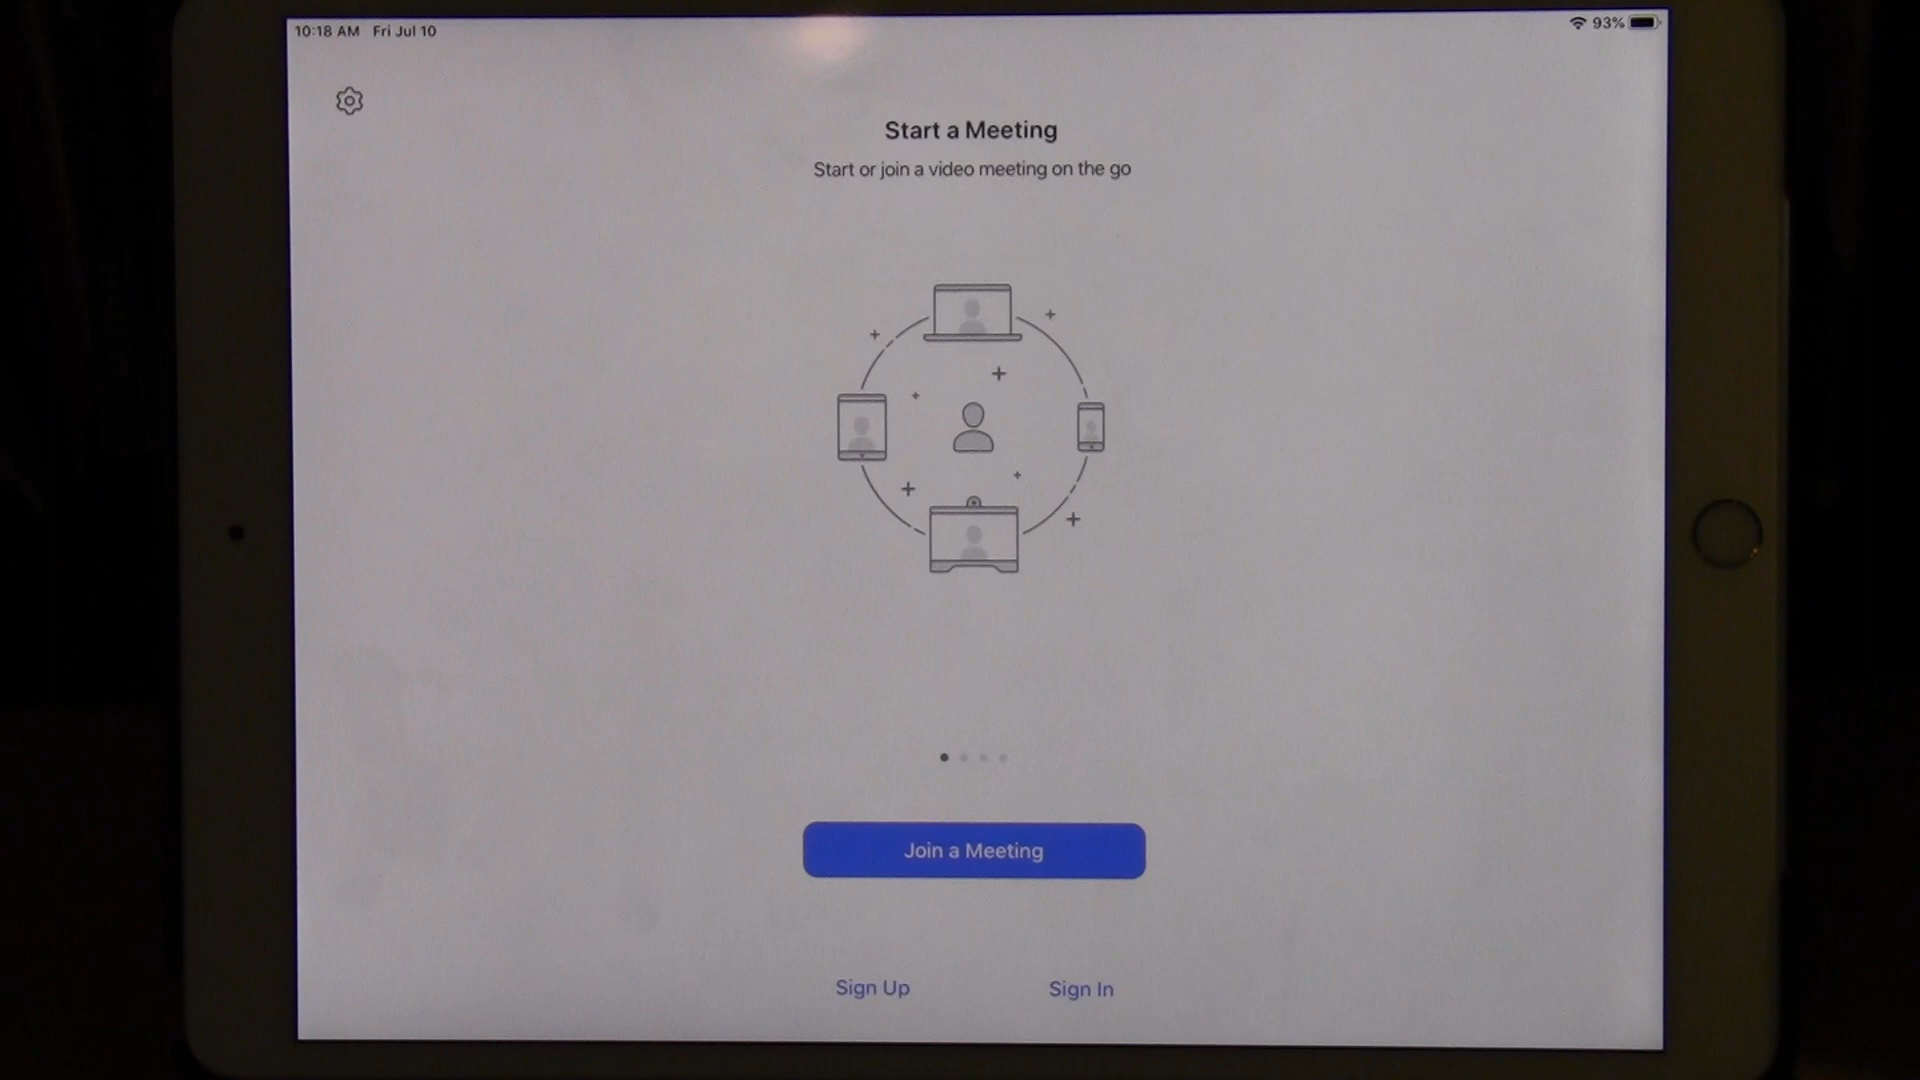 10:18 AM Fri Jul 10
93%
Start a Meeting
Start or join a video meeting on the go
Join a Meeting
Sign Up
Sign In